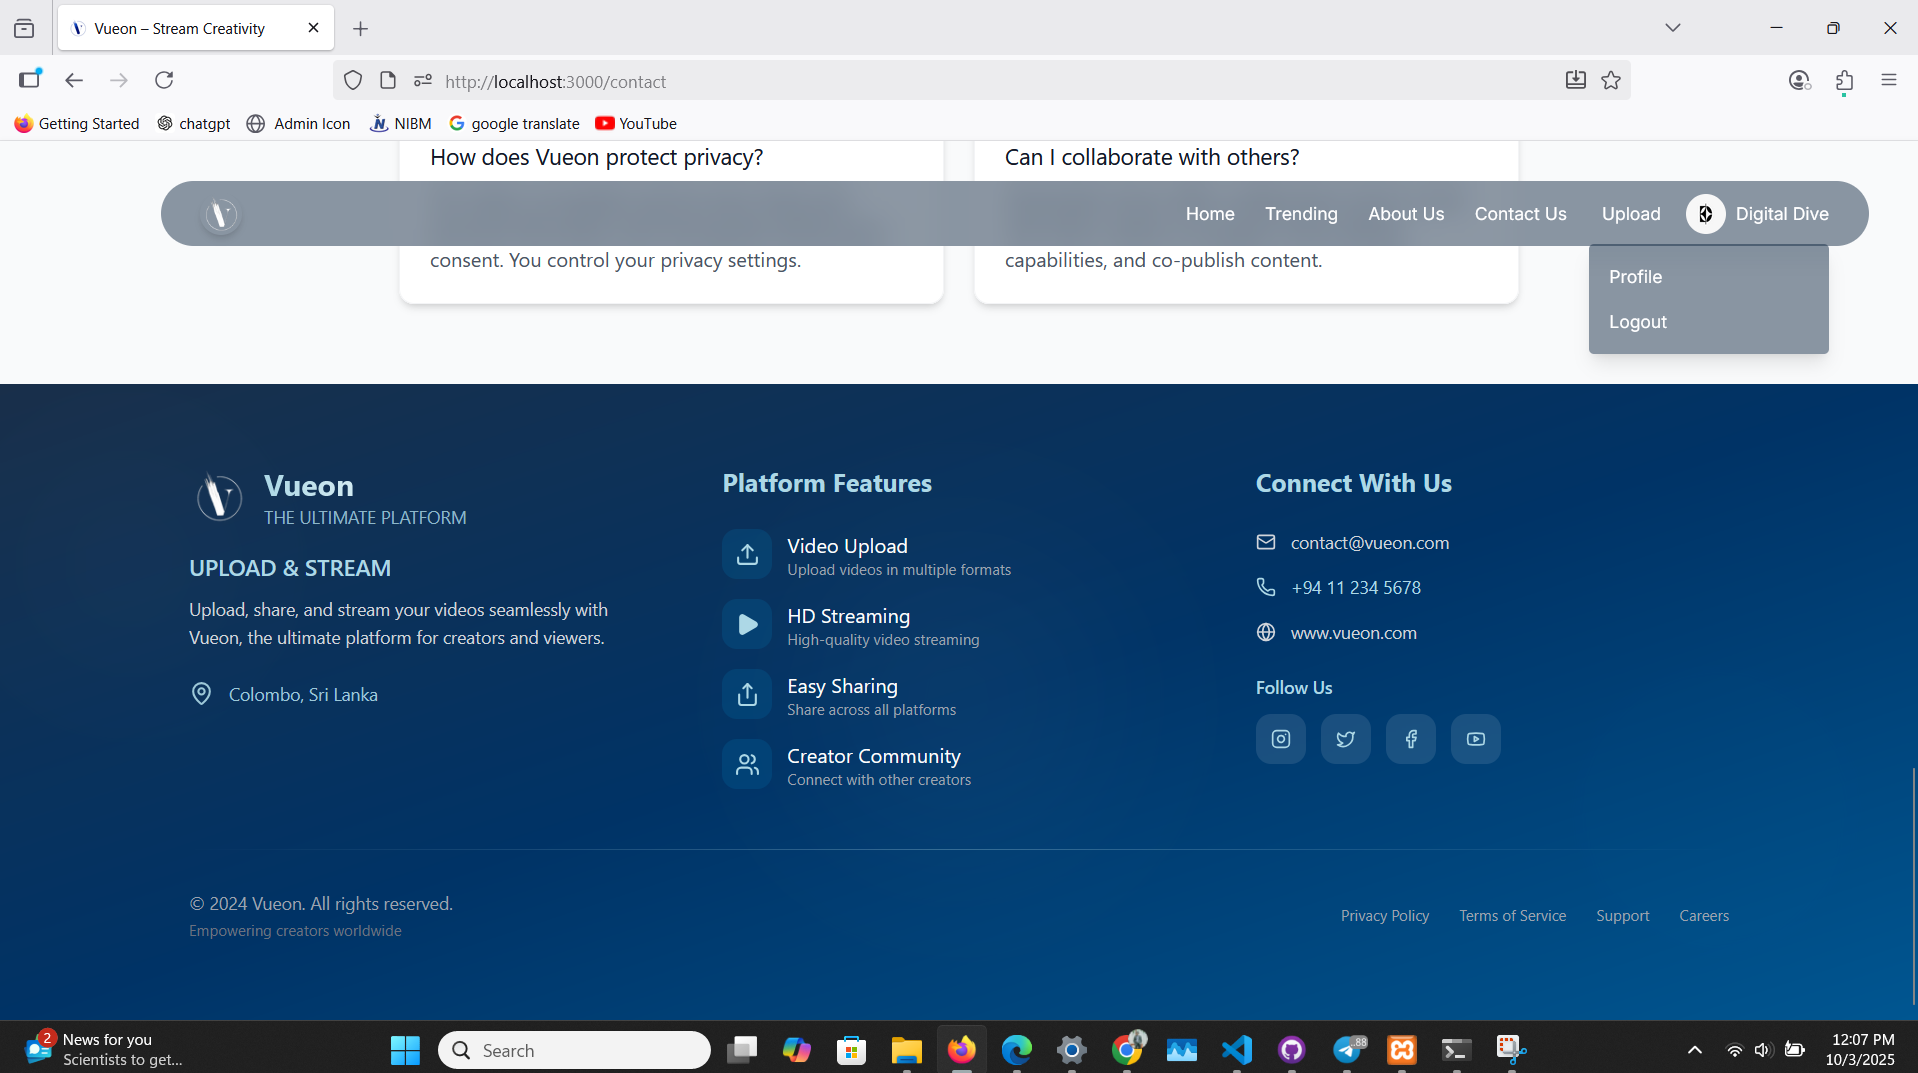 Vueon – Stream Creativity
http://localhost:3000/contact
Getting Started
chatgpt
Admin Icon
NIBM
google translate
YouTube
How does Vueon protect privacy?
Can I collaborate with others?
Home
Trending
About Us
Contact Us
Upload
Digital Dive
consent. You control your privacy settings.
capabilities, and co-publish content.
Profile
Logout
Vueon
THE ULTIMATE PLATFORM
UPLOAD & STREAM
Upload, share, and stream your videos seamlessly with
Vueon, the ultimate platform for creators and viewers.
Colombo, Sri Lanka
Platform Features
Video Upload
Upload videos in multiple formats
HD Streaming
High-quality video streaming
Easy Sharing
Share across all platforms
Creator Community
Connect with other creators
Connect With Us
contact@vueon.com
+94 11 234 5678
www.vueon.com
Follow Us
© 2024 Vueon. All rights reserved.
Empowering creators worldwide
Privacy Policy
Terms of Service
Support
Careers
2
News for you
Scientists to get...
Search
.88
12:07 PM
10/3/2025